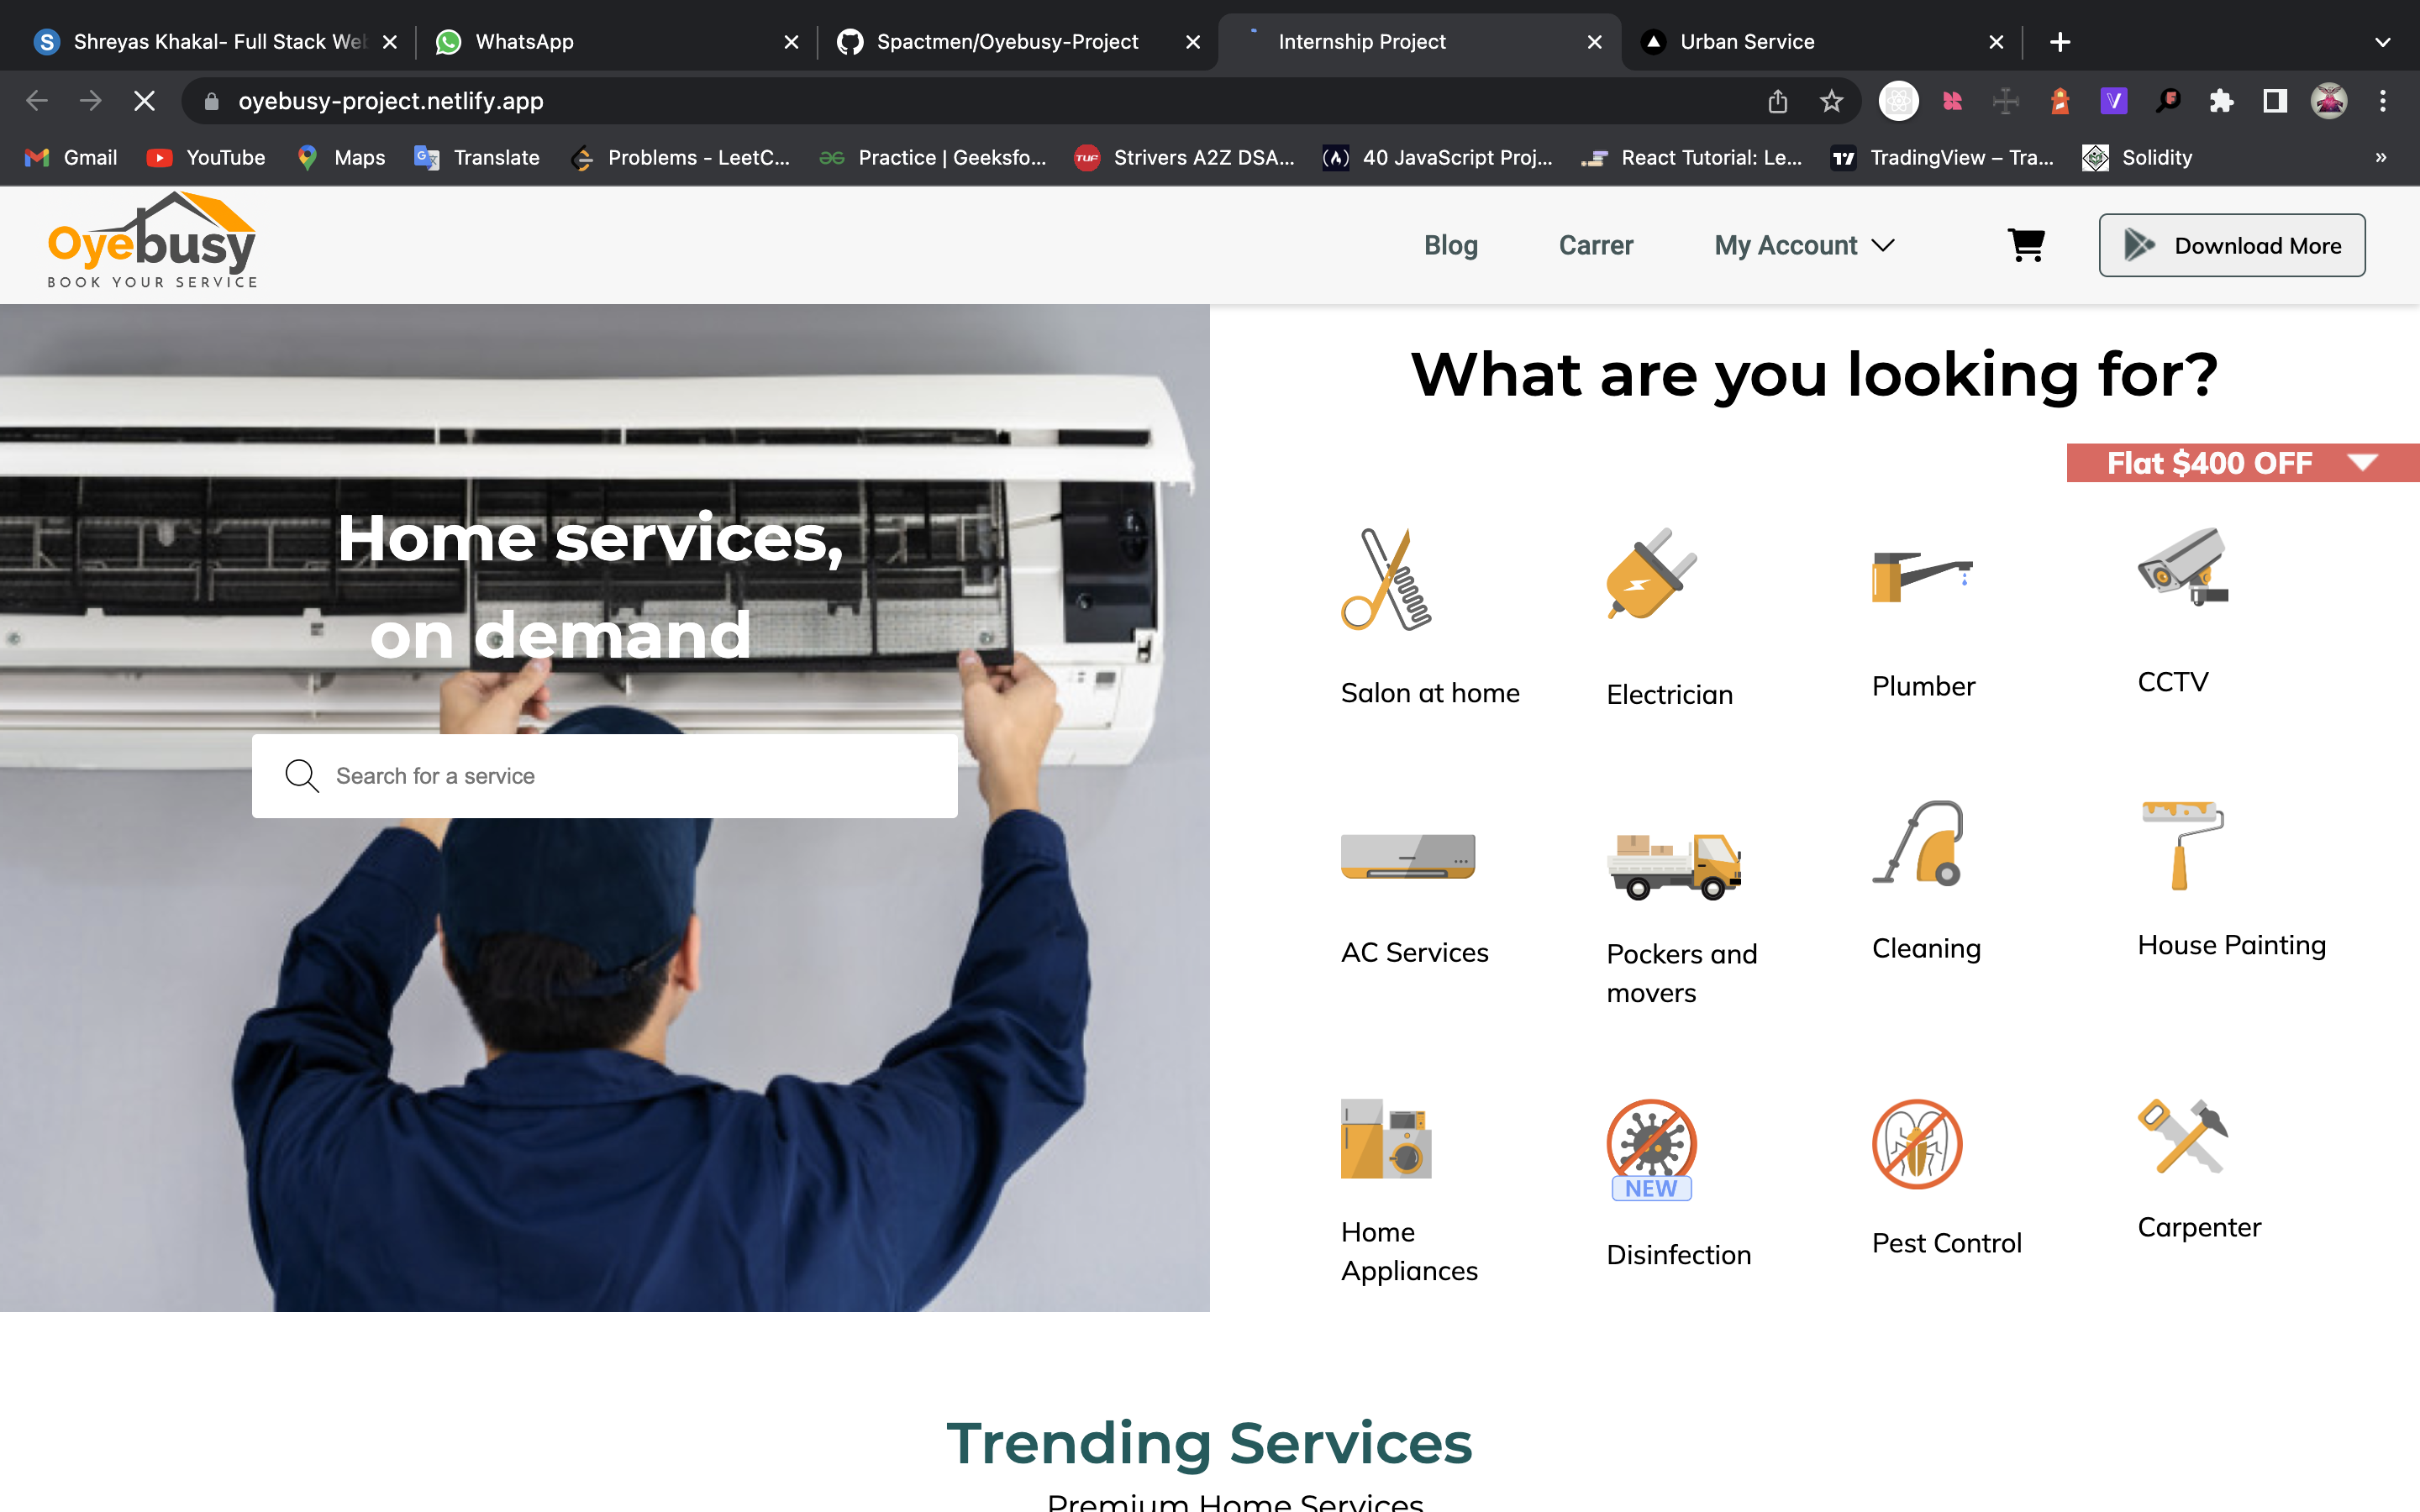 Shreyas Khakal- Full Stack Web
WhatsApp
Spactmen/Oyebusy-Project
Internship Project
Urban Service
oyebusy-project.netlify.app
Gmail
YouTube
Maps
Translate
Problems - LeetC...
Practice | Geeksfo...
TUF
Strivers A2Z DSA...
40 JavaScript Proj...
React Tutorial: Le...
TradingView – Tra...
Solidity
»
Oyebusy
BOOK YOUR SERVICE
Blog
Carrer
My Account
Download More
Home services,
on demand
Search for a service
What are you looking for?
Flat $400 OFF
Salon at home
Electrician
Plumber
CCTV
AC Services
Pockers and
movers
Cleaning
House Painting
Home
Appliances
NEW
Disinfection
Pest Control
Carpenter
Trending Services
Premium Home Services